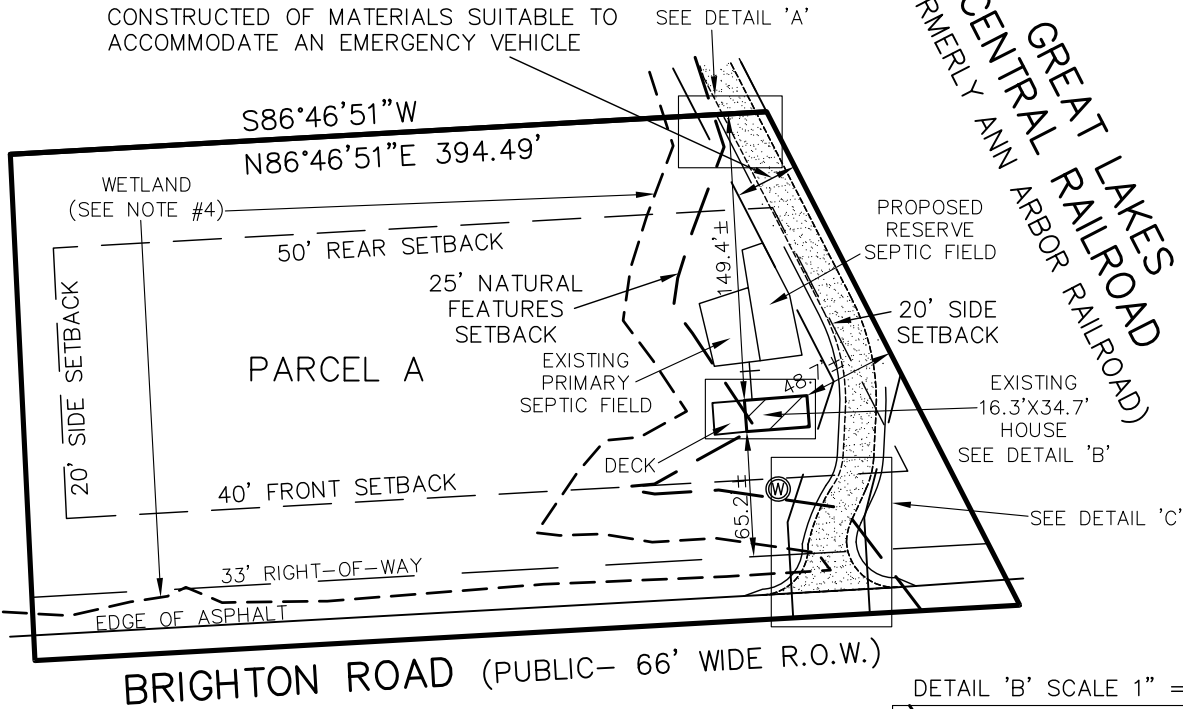 CONSTRUCTED OF MATERIALS SUITABLE TO
ACCOMMODATE AN EMERGENCY VEHICLE
SEE DETAIL 'A'
GREAT LAKES
CENTRAL RAILROAD
RMERLY ANN ARBOR RAILROAD)
S86°46'51"W
N86°46'51"E 394.49'
WETLAND
(SEE NOTE #4)
50' REAR SETBACK
149.4'±
PROPOSED
RESERVE
SEPTIC FIELD
25' NATURAL
FEATURES
SETBACK
20' SIDE
SETBACK
20' SIDE SETBACK
PARCEL A
EXISTING
PRIMARY
SEPTIC FIELD
EXISTING
16.3'X34.7'
HOUSE
SEE DETAIL 'B'
DECK
40' FRONT SETBACK
W
SEE DETAIL 'C'
33' RIGHT-OF-WAY
EDGE OF ASPHALT
BRIGHTON ROAD (PUBLIC- 66' WIDE R.O.W.)
DETAIL 'B' SCALE 1" =